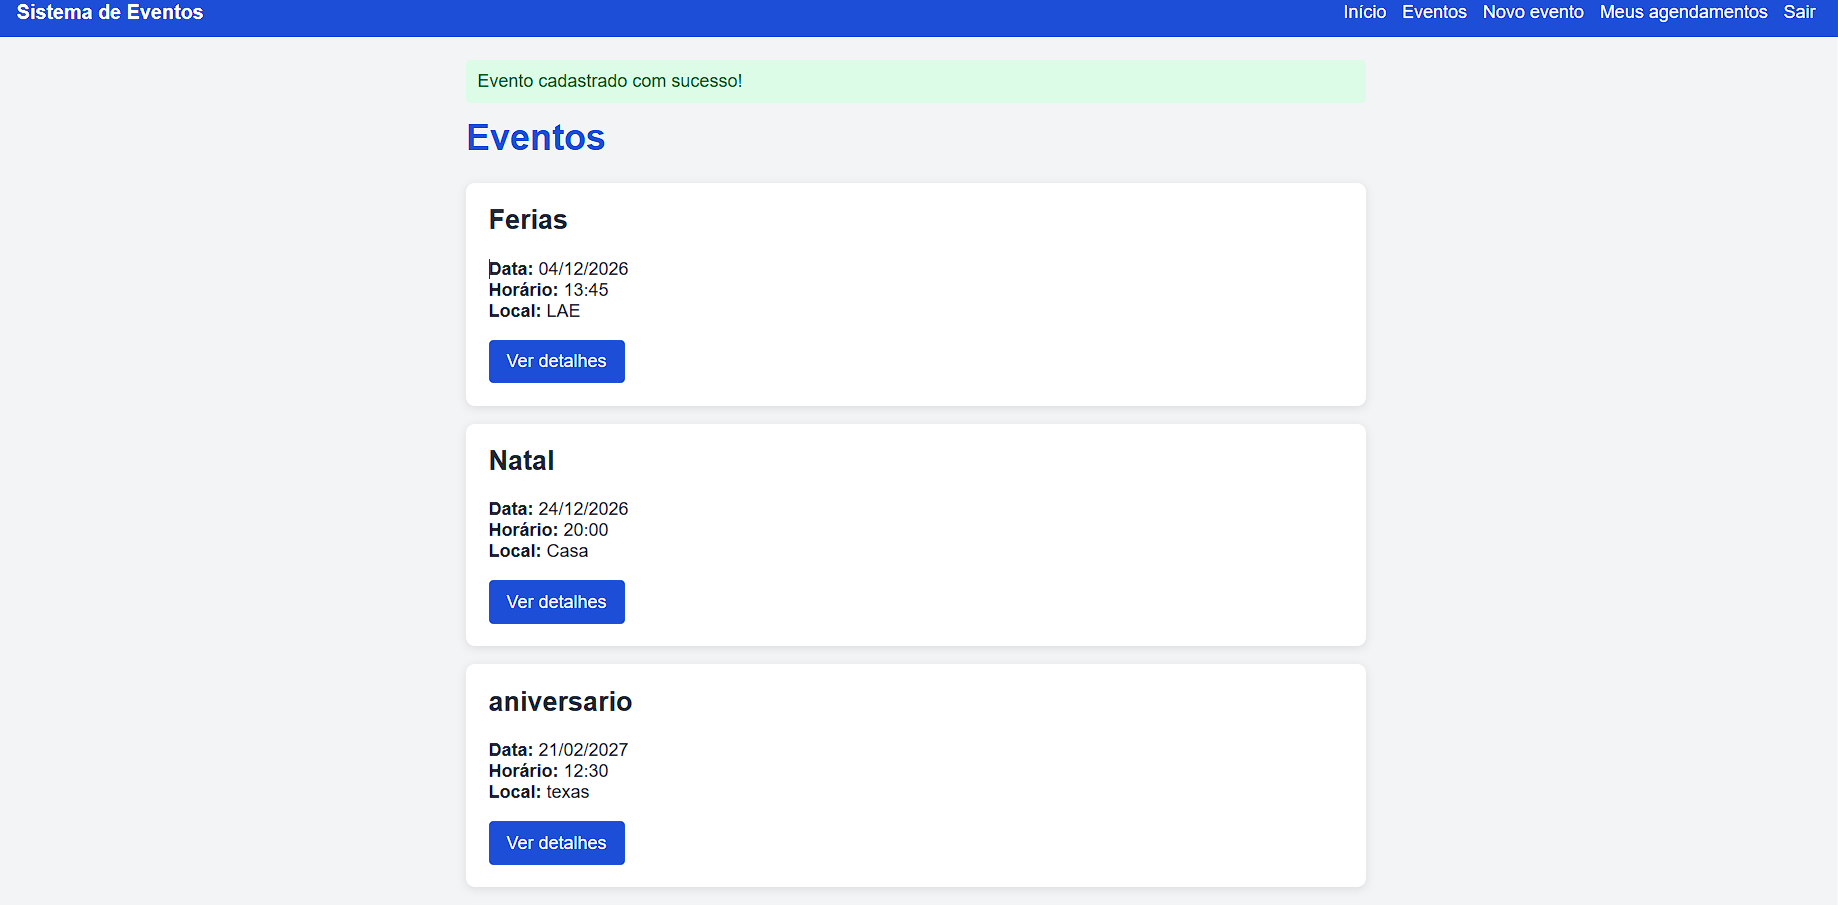 Sistema de Eventos
Início Eventos Novo evento Meus agendamentos Sair
Evento cadastrado com sucesso!
Eventos
Ferias
Data: 04/12/2026
Horário: 13:45
Local: LAE
Ver detalhes
Natal
Data: 24/12/2026
Horário: 20:00
Local: Casa
Ver detalhes
aniversario
Data: 21/02/2027
Horário: 12:30
Local: texas
Ver detalhes